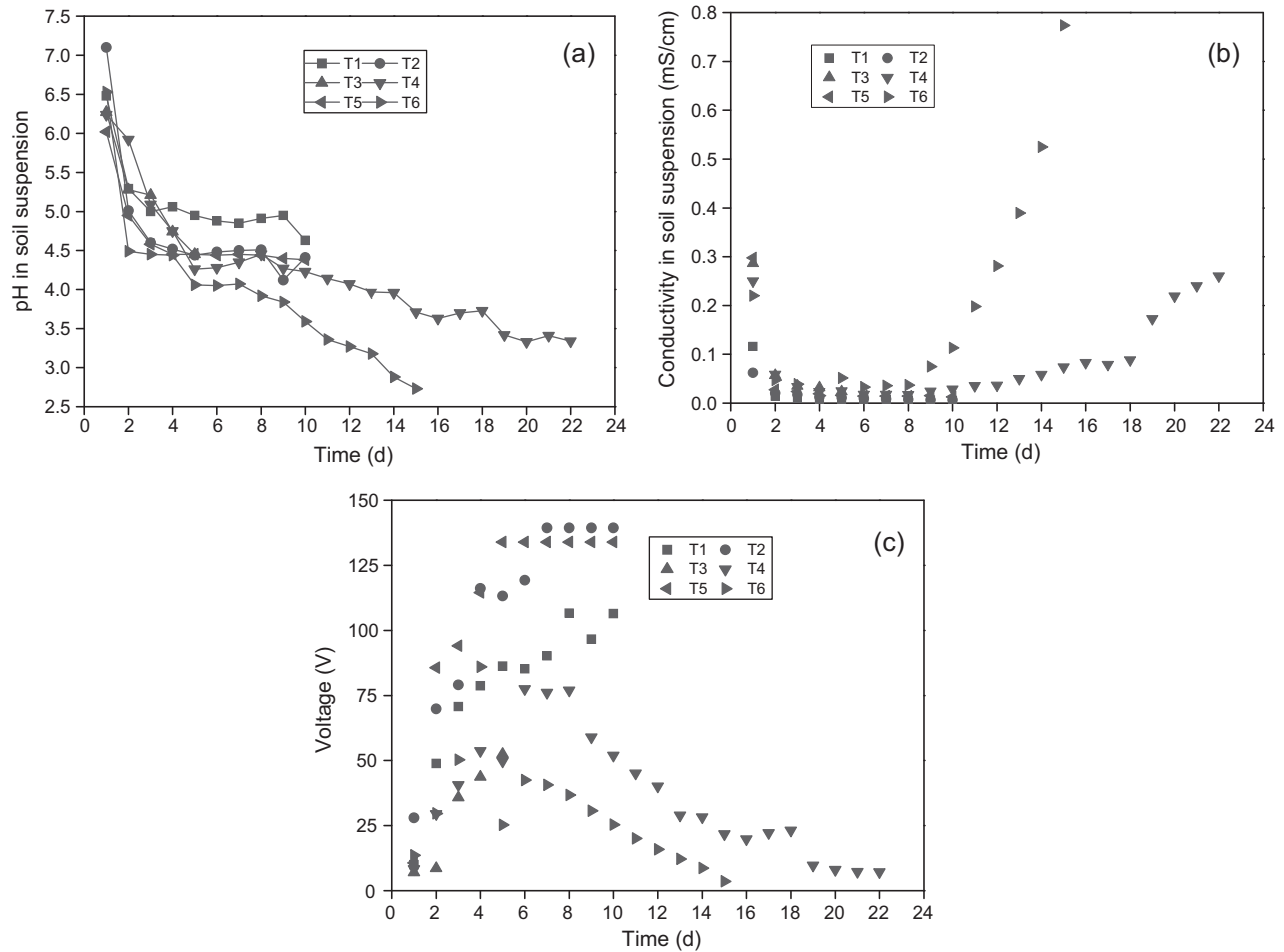 7.5
7.0
6.5
6.0
5.5
5.0
4.5
4.0
3.5
3.0
2.5
pH in soil suspension
(a)
T1 T2
T3 T4
T5 T6
0 2 4 6 8 10 12 14 16 18 20 22 24
Time (d)
0.8
0.7
0.6
0.5
0.4
0.3
0.2
0.1
0.0
Conductivity in soil suspension (mS/cm)
(b)
T1 T2
T3 T4
T5 T6
0 2 4 6 8 10 12 14 16 18 20 22 24
Time (d)
150
125
100
75
50
25
0
Voltage (V)
(c)
T1 T2
T3 T4
T5 T6
0 2 4 6 8 10 12 14 16 18 20 22 24
Time (d)